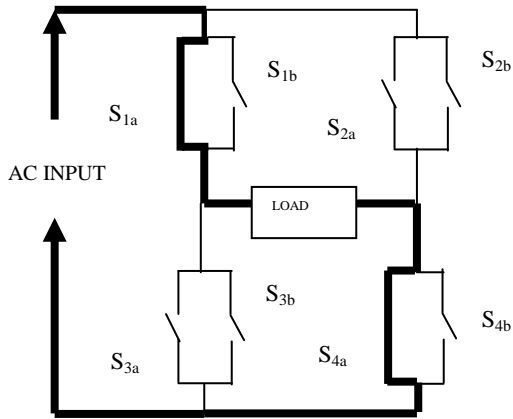 S1b
S2b
S1a
S2a
AC INPUT
LOAD
S3b
S4b
S3a
S4a